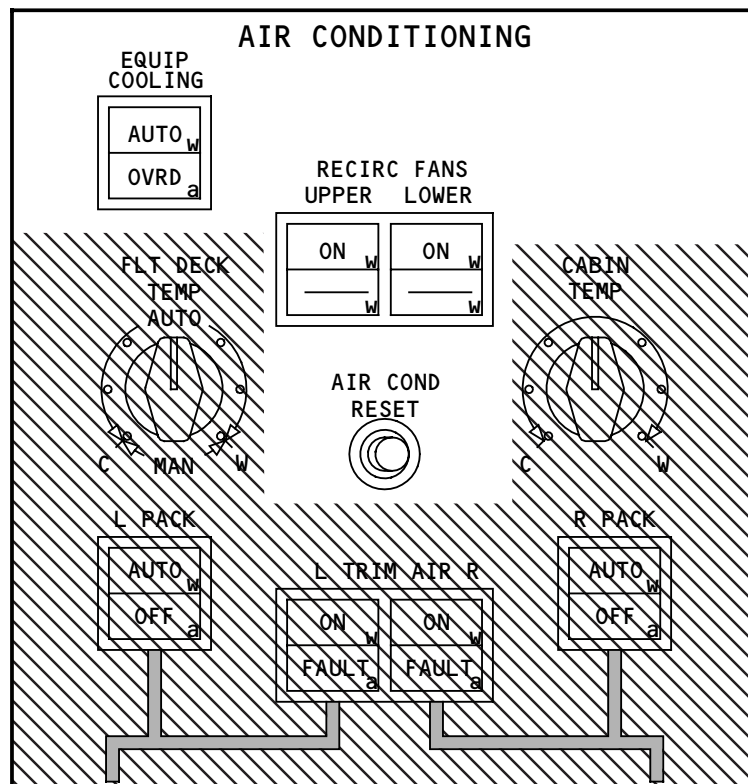 AIR CONDITIONING
EQUIP
COOLING
AUTO w
OVRD a
RECIRC FANS
UPPER LOWER
ON w ON w
w w
FLT DECK
TEMP
AUTO
C MAN W
CABIN
TEMP
C W
AIR COND
RESET
L PACK
AUTO w
OFF a
L TRIM AIR R
ON w ON w
FAULT a FAULT a
R PACK
AUTO w
OFF a